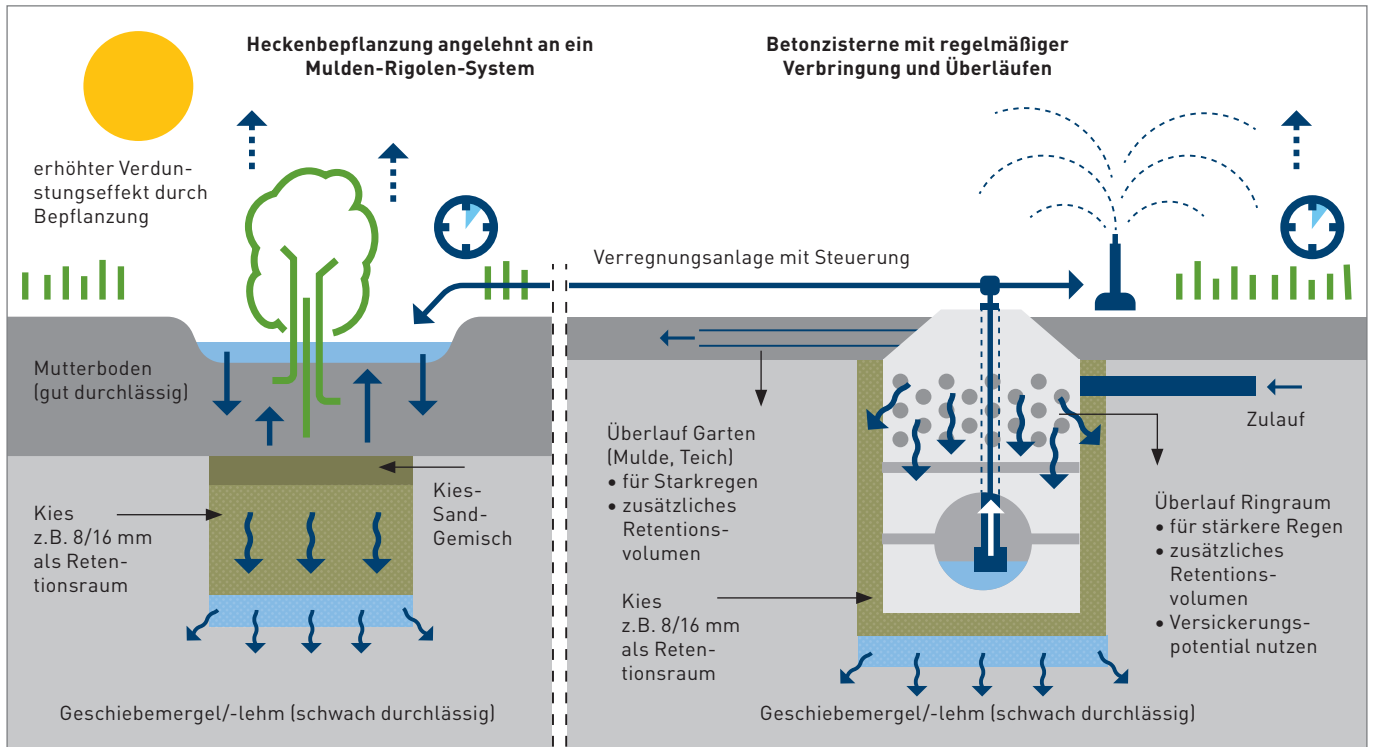 Heckenbepflanzung angelehnt an ein
Mulden-Rigolen-System
Betonzisterne mit regelmäßiger
Verbringung und Überläufen
erhöhter Verdun-
stungseffekt durch
Bepflanzung
Verregnungsanlage mit Steuerung
Mutterboden
(gut durchlässig)
Kies
z.B. 8/16 mm
als Reten-
tionsraum
Kies-
Sand-
Gemisch
Geschiebemergel/-lehm (schwach durchlässig)
Überlauf Garten
(Mulde, Teich)
• für Starkregen
• zusätzliches
Retentions-
volumen
Kies
z.B. 8/16 mm
als Reten-
tionsraum
Zulauf
Überlauf Ringraum
• für stärkere Regen
• zusätzliches
Retentions-
volumen
• Versickerungs-
potential nutzen
Geschiebemergel/-lehm (schwach durchlässig)